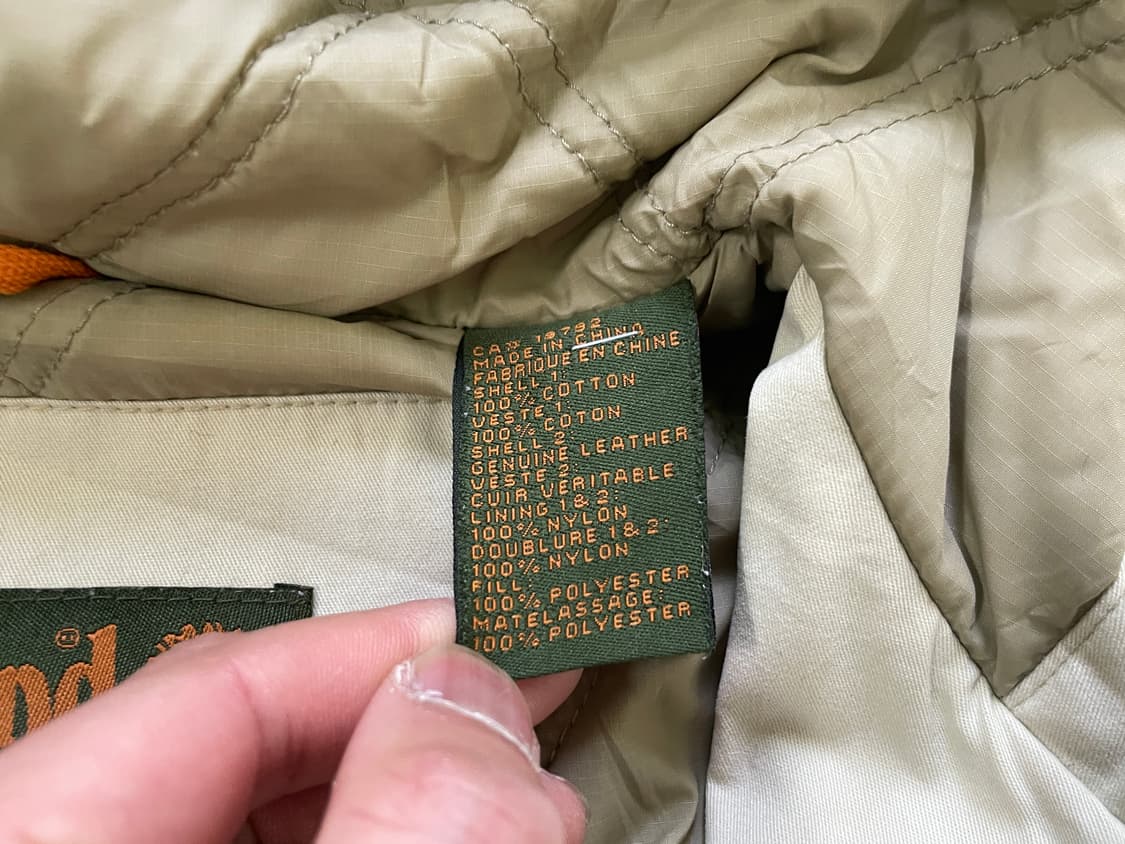 CA# 19792
MADE IN CHINA
FABRIQUE EN CHINE
SHELL 1:
100% COTTON
VESTE 1:
100% COTON
SHELL 2:
GENUINE LEATHER
VESTE 2:
CUIR VERITABLE
LINING 1&2:
100% NYLON
DOUBLURE 1&2:
100% NYLON
FILL:
100% POLYESTER
MATELASSAGE:
100% POLYESTER
®